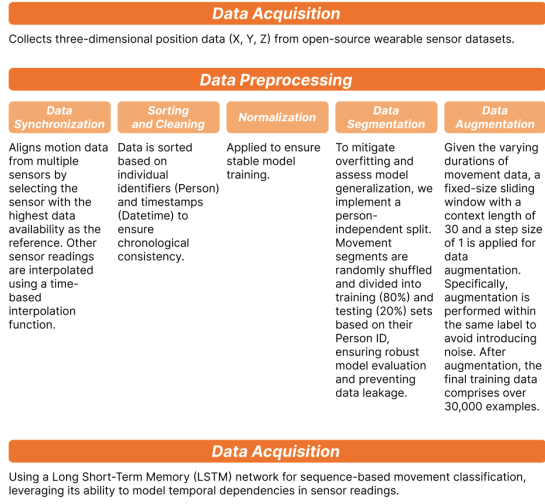 Data Acquisition
Collects three-dimensional position data (X, Y, Z) from open-source wearable sensor datasets.
Data Preprocessing
Data
Synchronization
Aligns motion data
from multiple
sensors by
selecting the
sensor with the
highest data
availability as the
reference. Other
sensor readings
are interpolated
using a time-
based
interpolation
function.
Sorting
and Cleaning
Data is sorted
based on
individual
identifiers (Person)
and timestamps
(Datetime) to
ensure
chronological
consistency.
Normalization
Applied to ensure
stable model
training.
Data
Segmentation
To mitigate
overfitting and
assess model
generalization, we
implement a
person-
independent split.
Movement
segments are
randomly shuffled
and divided into
training (80%) and
testing (20%) sets
based on their
Person ID,
ensuring robust
model evaluation
and preventing
data leakage.
Data
Augmentation
Given the varying
durations of
movement data, a
fixed-size sliding
window with a
context length of
30 and a step size
of 1 is applied for
data
augmentation.
Specifically,
augmentation is
performed within
the same label to
avoid introducing
noise. After
augmentation, the
final training data
comprises over
30,000 examples.
Data Acquisition
Using a Long Short-Term Memory (LSTM) network for sequence-based movement classification,
leveraging its ability to model temporal dependencies in sensor readings.